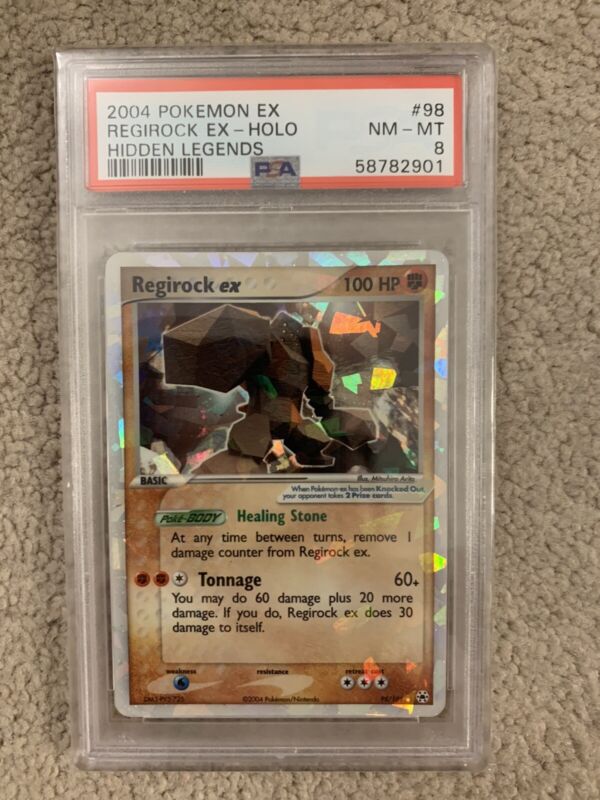 2004 POKEMON EX #98
REGIROCK EX - HOLO NM - MT
HIDDEN LEGENDS 8
PSA 58782901
Regirock ex 100 HP
BASIC Illus. Mitsuhiro Arita
When Pokémon-ex has been Knocked Out,
your opponent takes 2 Prize cards.
Poké-BODY Healing Stone
At any time between turns, remove 1
damage counter from Regirock ex.
Tonnage 60+
You may do 60 damage plus 20 more
damage. If you do, Regirock ex does 30
damage to itself.
weakness resistance retreat cost
©2004 Pokémon/Nintendo